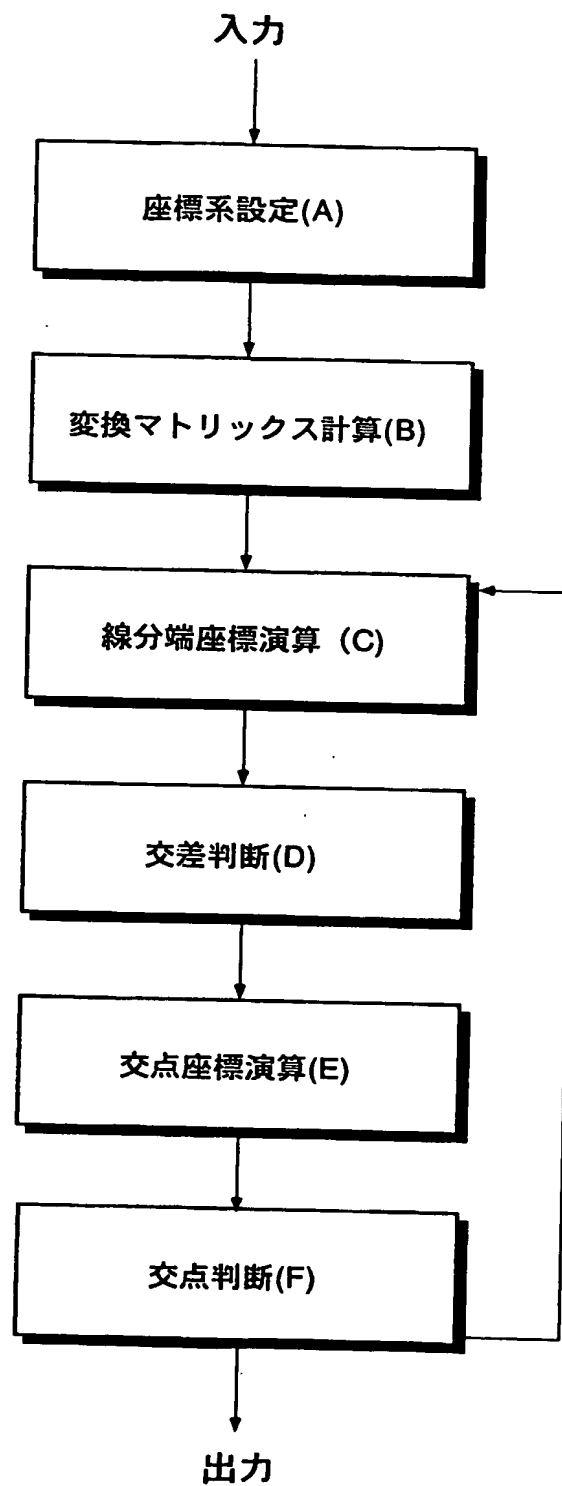 入力
座標系設定(A)
変換マトリックス計算(B)
線分端座標演算（C)
交差判断(D)
交点座標演算(E)
交点判断(F)
出力